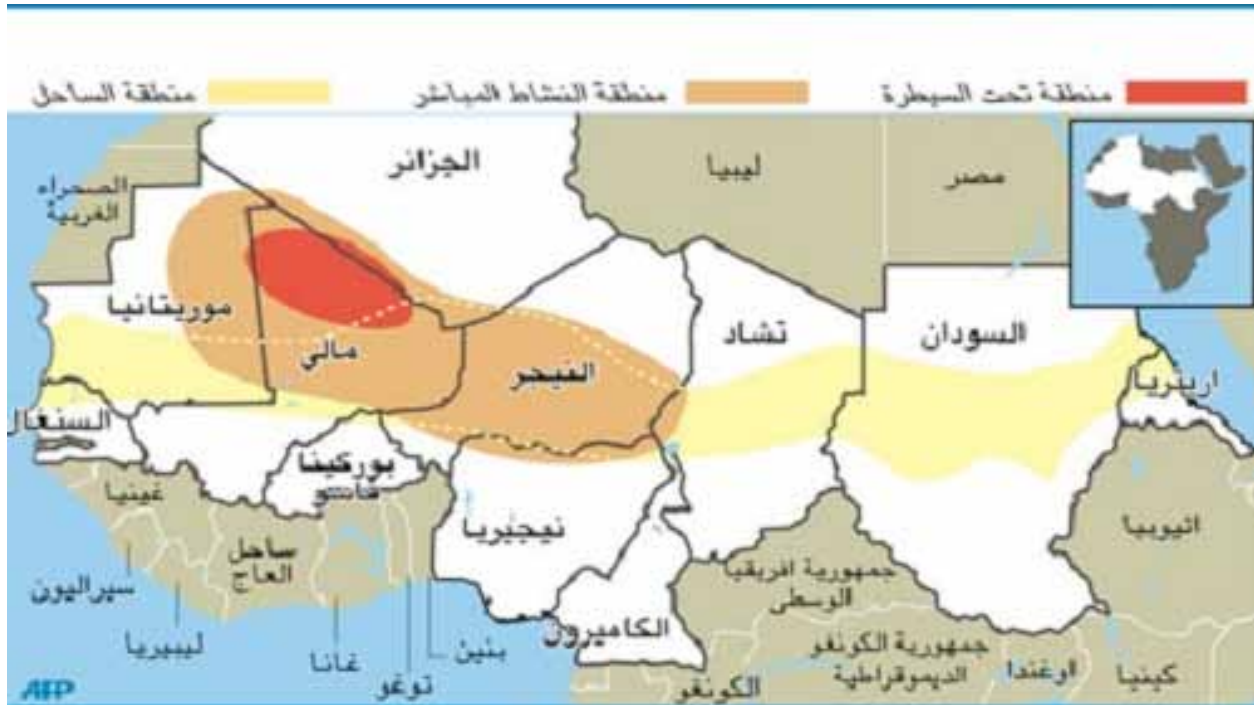 منطقة تحت السيطرة
منطقة النشاط المباشر
منطقة الساحل
مصر
ليبيا
الجزائر
الصحراء
الغربية
السودان
تشاد
النيجر
مالي
موريتانيا
اريتريا
السنغال
بوركينا
فاسو
نيجيريا
غينيا
اثيوبيا
ساحل
العاج
جمهورية افريقيا
الوسطى
سيراليون
الكاميرون
ليبيريا
غانا
توغو
بنين
الكونغو
جمهورية الكونغو
الديموقراطية
اوغندا
كينيا
AFP